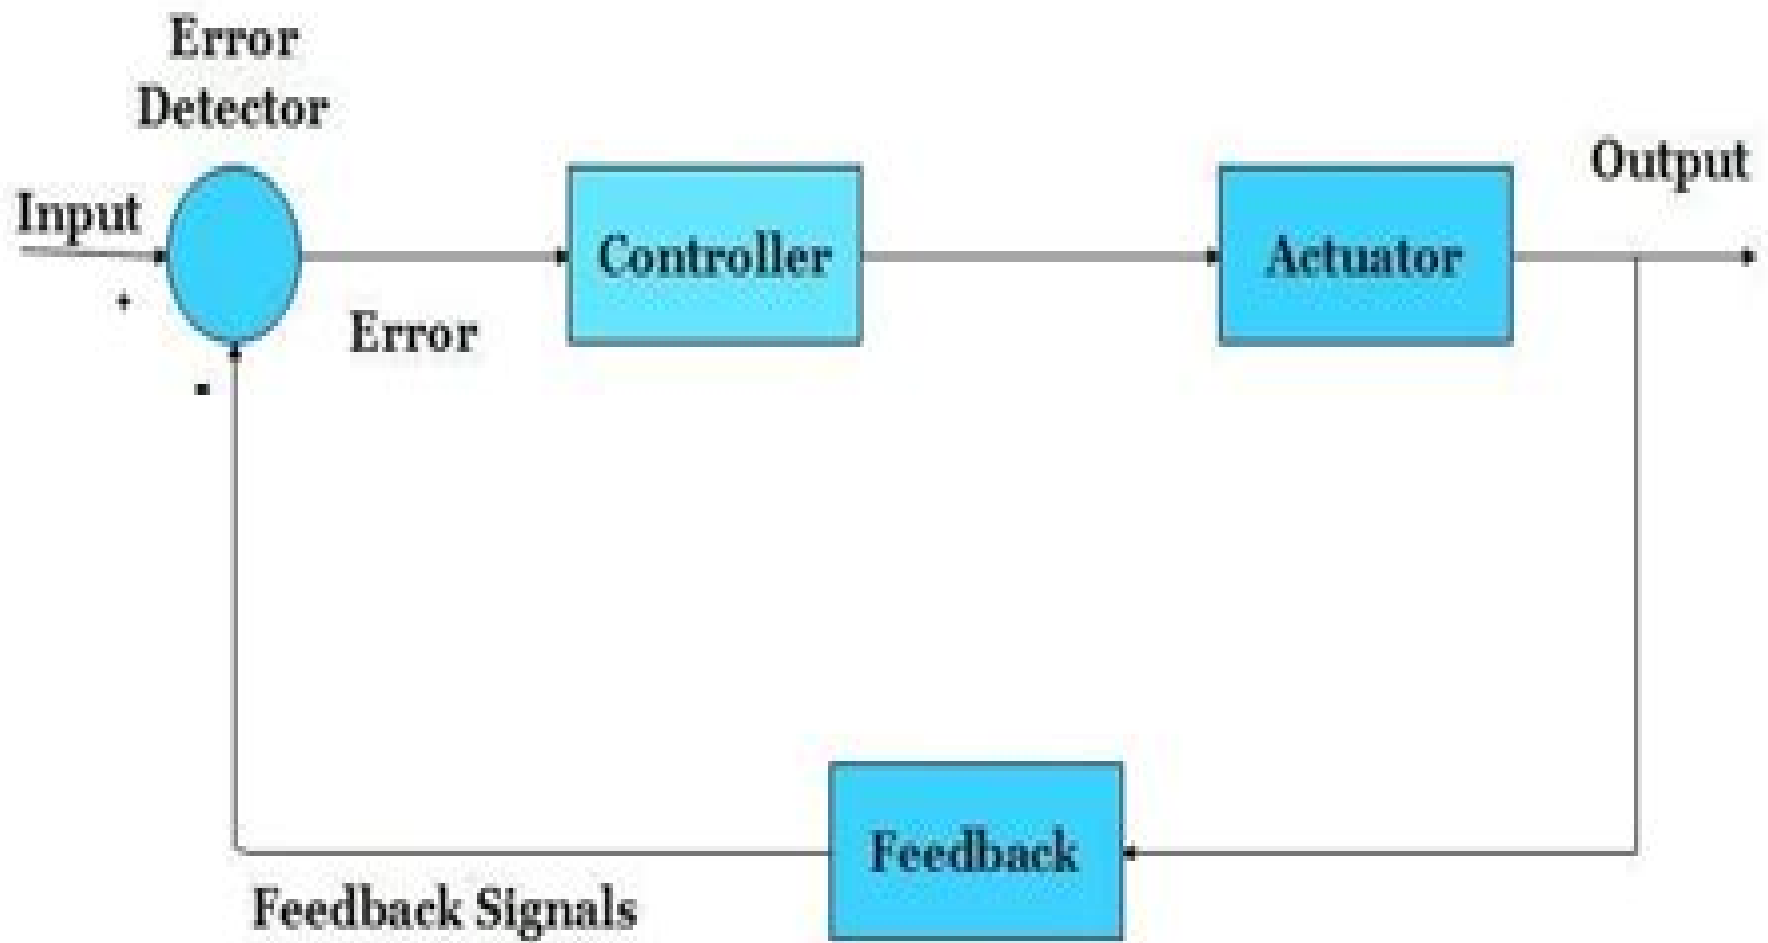 Error
Detector
Input
+
-
Error
Controller
Actuator
Output
Feedback
Feedback Signals